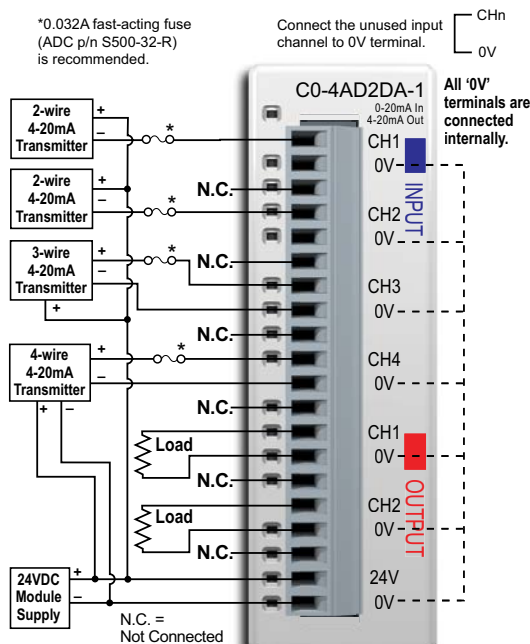 *0.032A fast-acting fuse
(ADC p/n S500-32-R)
is recommended.
Connect the unused input
channel to 0V terminal.
CHn
0V
C0-4AD2DA-1
0-20mA In
4-20mA Out
All ‘0V’
terminals are
connected
internally.
2-wire
4-20mA
Transmitter
+
–
*
CH1
0V
INPUT
N.C.
2-wire
4-20mA
Transmitter
+
–
*
CH2
0V
N.C.
3-wire
4-20mA
Transmitter
+
–
+
*
CH3
0V
N.C.
4-wire
4-20mA
Transmitter
+
–
+
–
*
CH4
0V
N.C.
Load
CH1
0V
OUTPUT
N.C.
Load
CH2
0V
N.C.
24VDC
Module
Supply
+
–
24V
0V
N.C. =
Not Connected